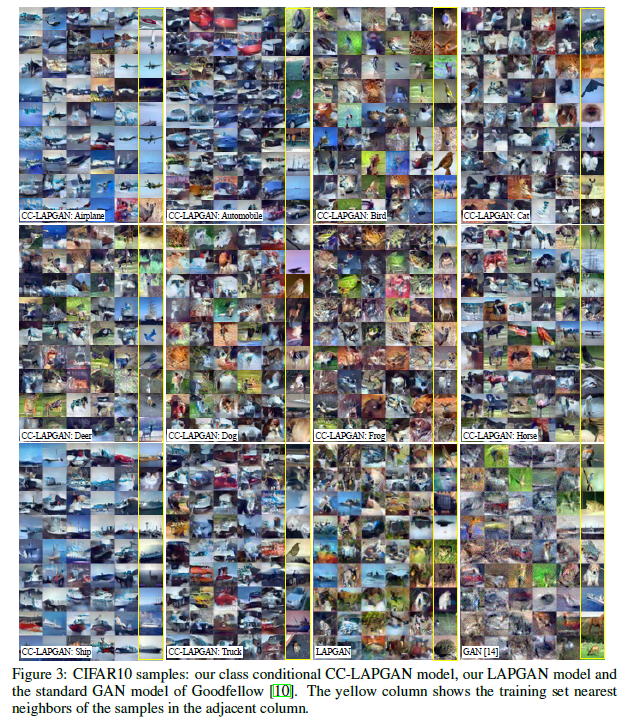 CC-LAPGAN: Airplane
CC-LAPGAN: Automobile
CC-LAPGAN: Bird
CC-LAPGAN: Cat
CC-LAPGAN: Deer
CC-LAPGAN: Dog
CC-LAPGAN: Frog
CC-LAPGAN: Horse
CC-LAPGAN: Ship
CC-LAPGAN: Truck
LAPGAN
GAN [14]
Figure 3: CIFAR10 samples: our class conditional CC-LAPGAN model, our LAPGAN model and
the standard GAN model of Goodfellow [10]. The yellow column shows the training set nearest
neighbors of the samples in the adjacent column.